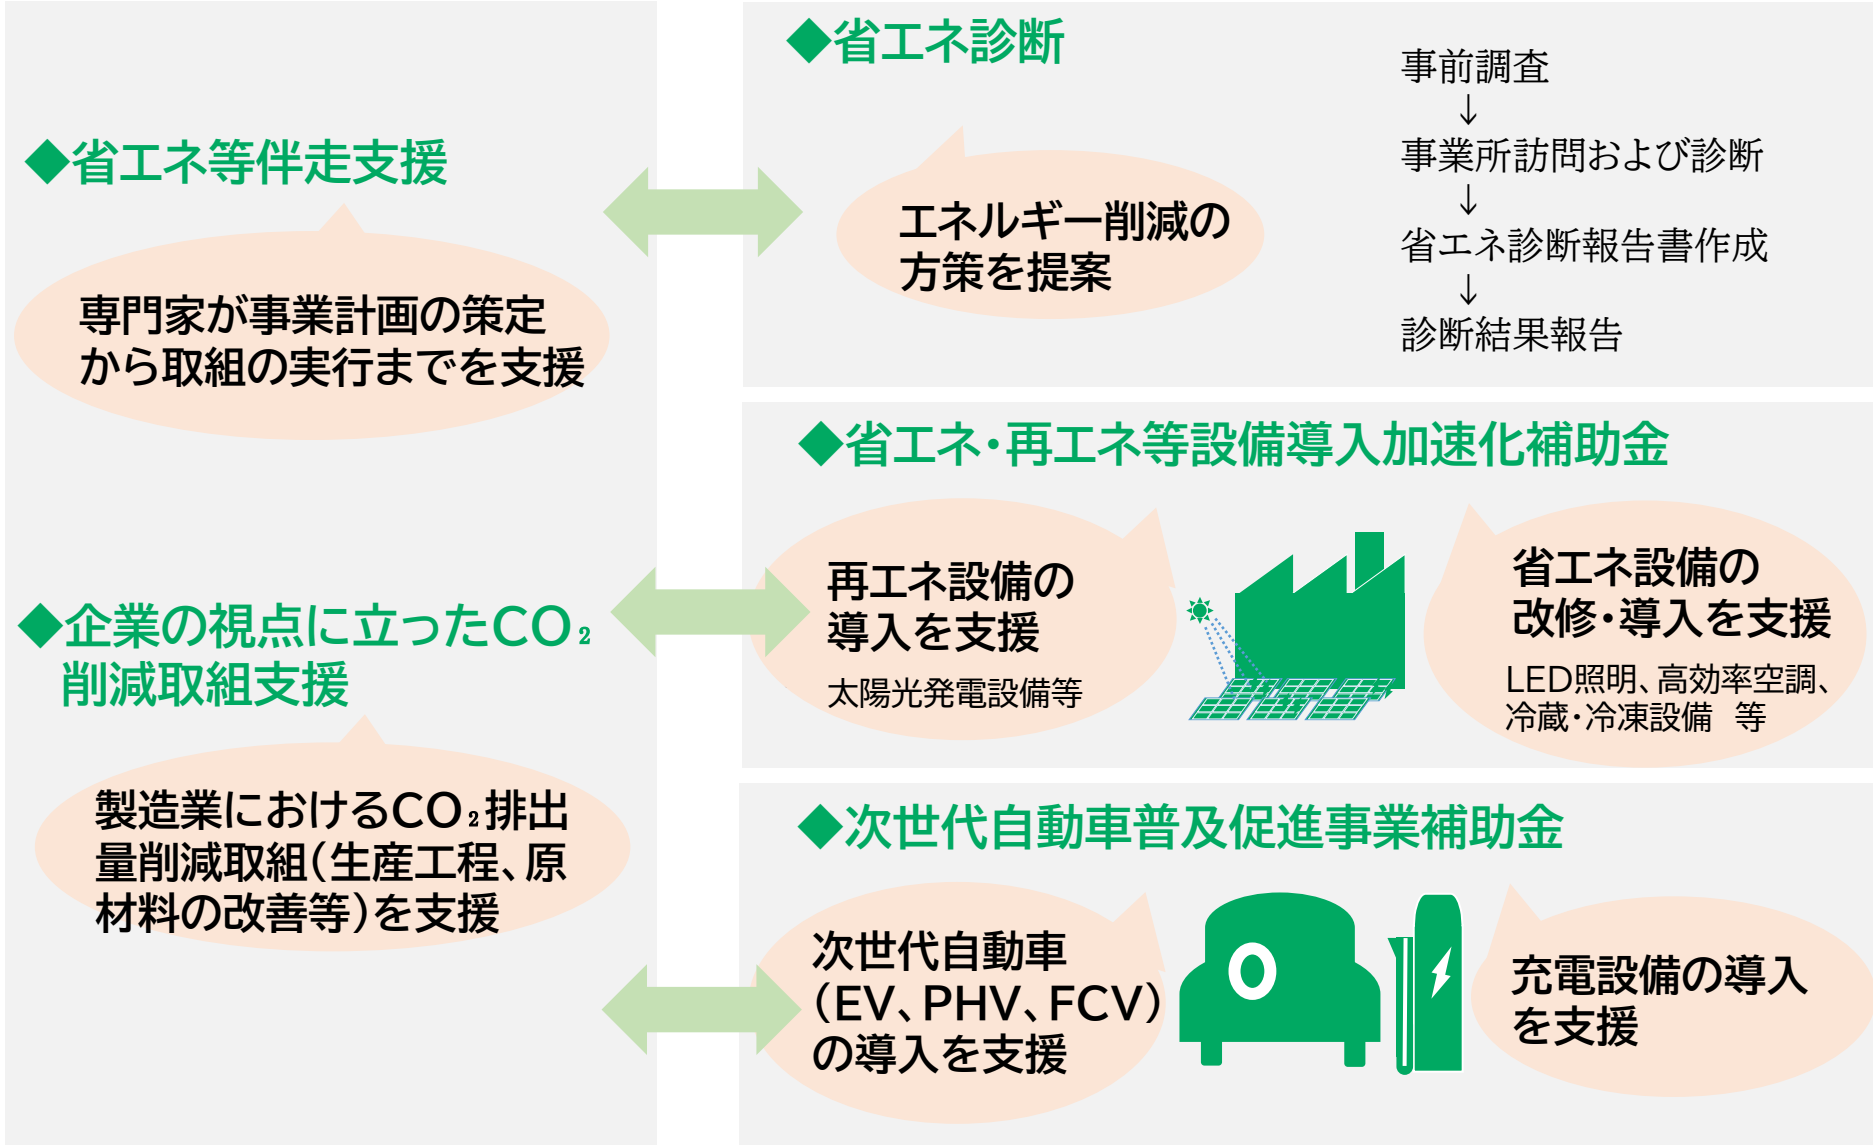 ◆省エネ等伴走支援
専門家が事業計画の策定
から取組の実行までを支援
◆企業の視点に立ったCO₂
削減取組支援
製造業におけるCO₂排出
量削減取組(生産工程、原
材料の改善等)を支援
◆省エネ診断
エネルギー削減の
方策を提案
事前調査
↓
事業所訪問および診断
↓
省エネ診断報告書作成
↓
診断結果報告
◆省エネ・再エネ等設備導入加速化補助金
再エネ設備の
導入を支援
太陽光発電設備等
省エネ設備の
改修・導入を支援
LED照明、高効率空調、
冷蔵・冷凍設備　等
◆次世代自動車普及促進事業補助金
次世代自動車
(EV、PHV、FCV)
の導入を支援
充電設備の導入
を支援